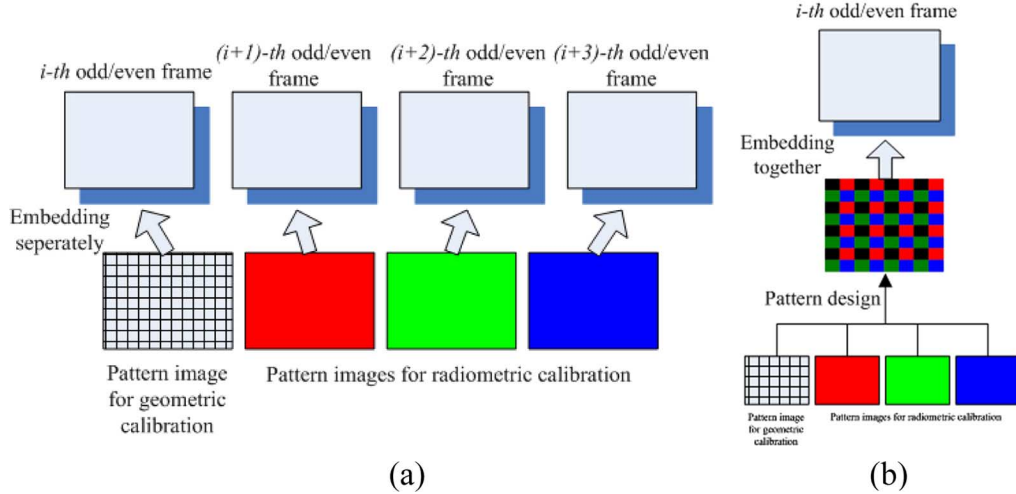 i-th odd/even frame
(i+1)-th odd/even
frame
(i+2)-th odd/even
frame
(i+3)-th odd/even
frame
Embedding
seperately
Pattern image
for geometric
calibration
Pattern images for radiometric calibration
(a)
i-th odd/even frame
Embedding
together
Pattern design
Pattern image
for geometric
calibration
Pattern images for radiometric calibration
(b)